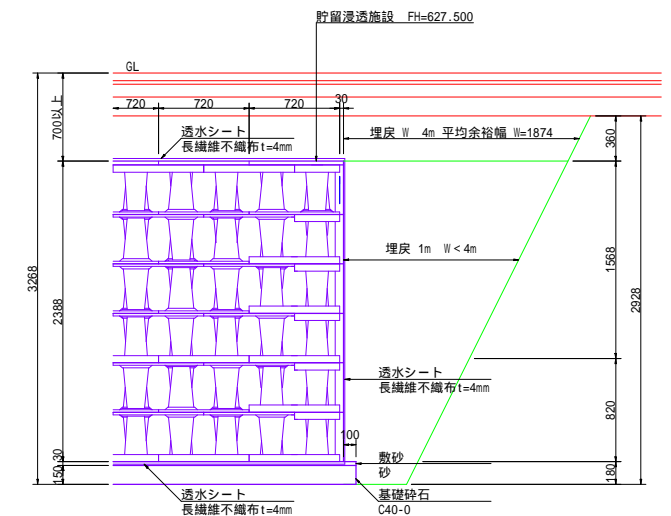 貯留浸透施設 FH=627.500
GL
720
720
720
30
700以上
透水シート
長繊維不織布t=4mm
埋戻 W 4m 平均余裕幅 W=1874
360
埋戻 1m W<4m
1568
3268
2388
2928
透水シート
長繊維不織布t=4mm
820
100
敷砂
砂
30
150
180
透水シート
長繊維不織布t=4mm
基礎砕石
C40-0